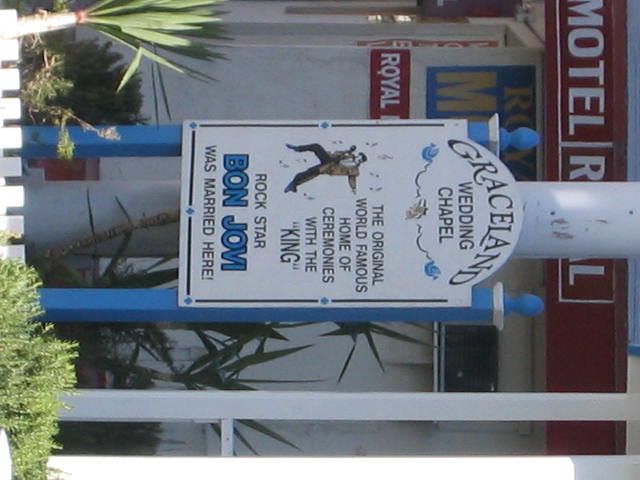 GRACELAND
WEDDING
CHAPEL
THE ORIGINAL
WORLD FAMOUS
HOME OF
CEREMONIES
WITH THE
"KING"
ROCK STAR
BON JOVI
WAS MARRIED HERE!
MOTEL
ROYAL